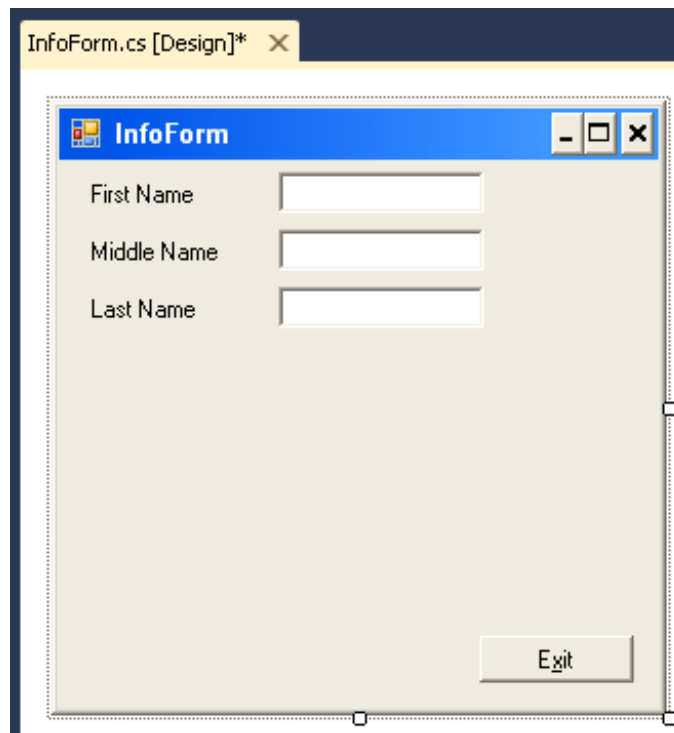 InfoForm.cs [Design]*
InfoForm
First Name
Middle Name
Last Name
Exit